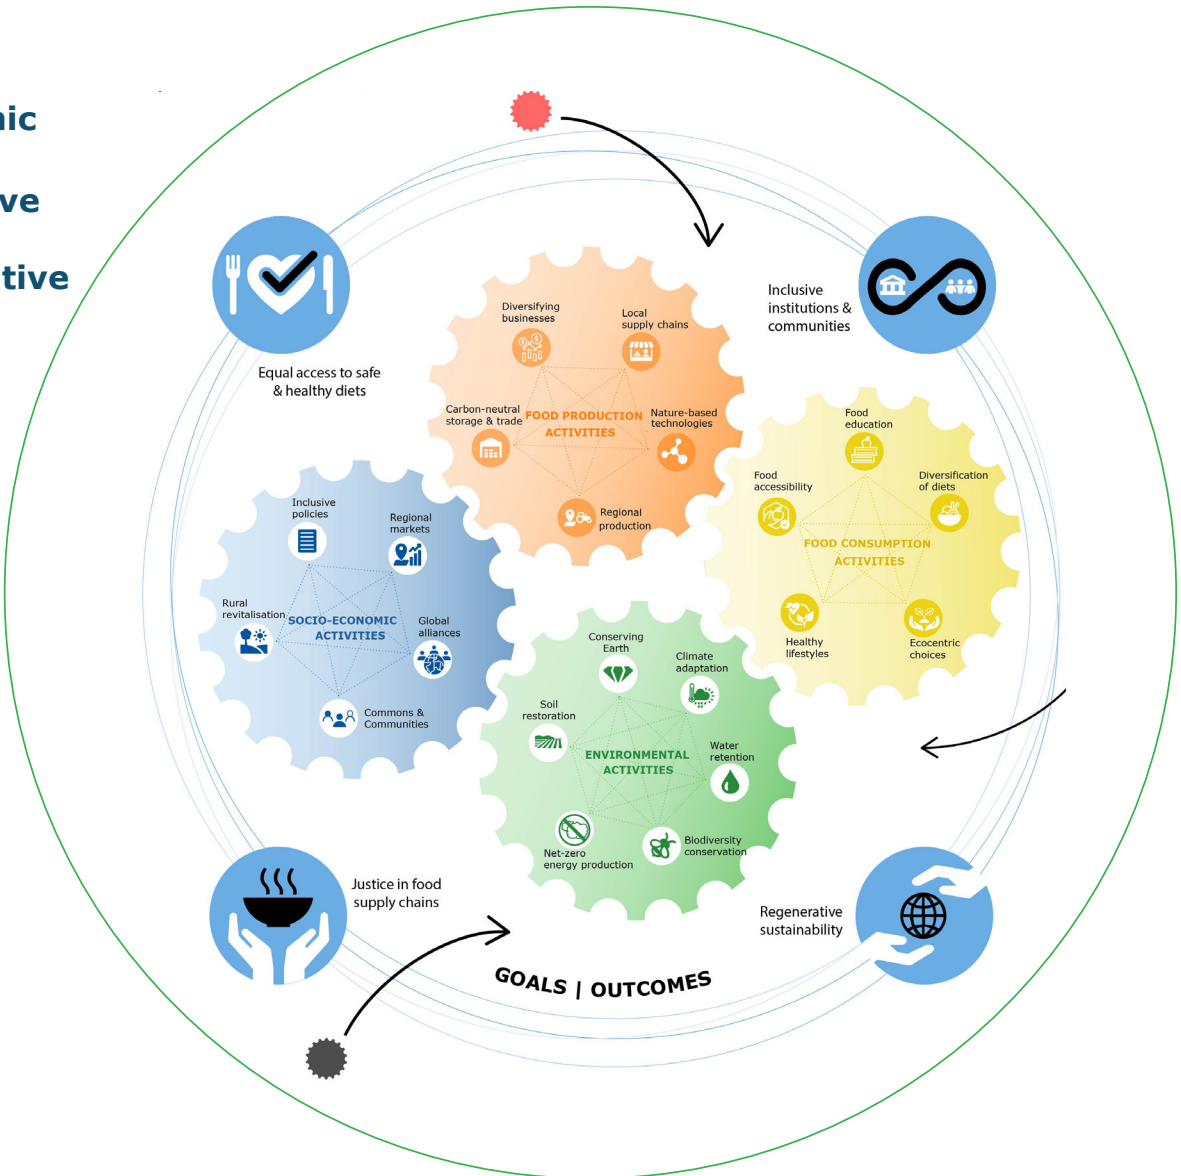 nic
ve
tive
Equal access to safe
& healthy diets
Inclusive
institutions &
communities
Diversifying
businesses
Local
supply chains
Carbon-neutral
storage & trade
FOOD PRODUCTION
ACTIVITIES
Nature-based
technologies
Regional
production
Food
education
Food
accessibility
Diversification
of diets
FOOD CONSUMPTION
ACTIVITIES
Healthy
lifestyles
Ecocentric
choices
Inclusive
policies
Regional
markets
Rural
revitalisation
SOCIO-ECONOMIC
ACTIVITIES
Global
alliances
Commons &
Communities
Conserving
Earth
Climate
adaptation
Soil
restoration
ENVIRONMENTAL
ACTIVITIES
Water
retention
Net-zero
energy production
Biodiversity
conservation
Justice in food
supply chains
Regenerative
sustainability
GOALS | OUTCOMES